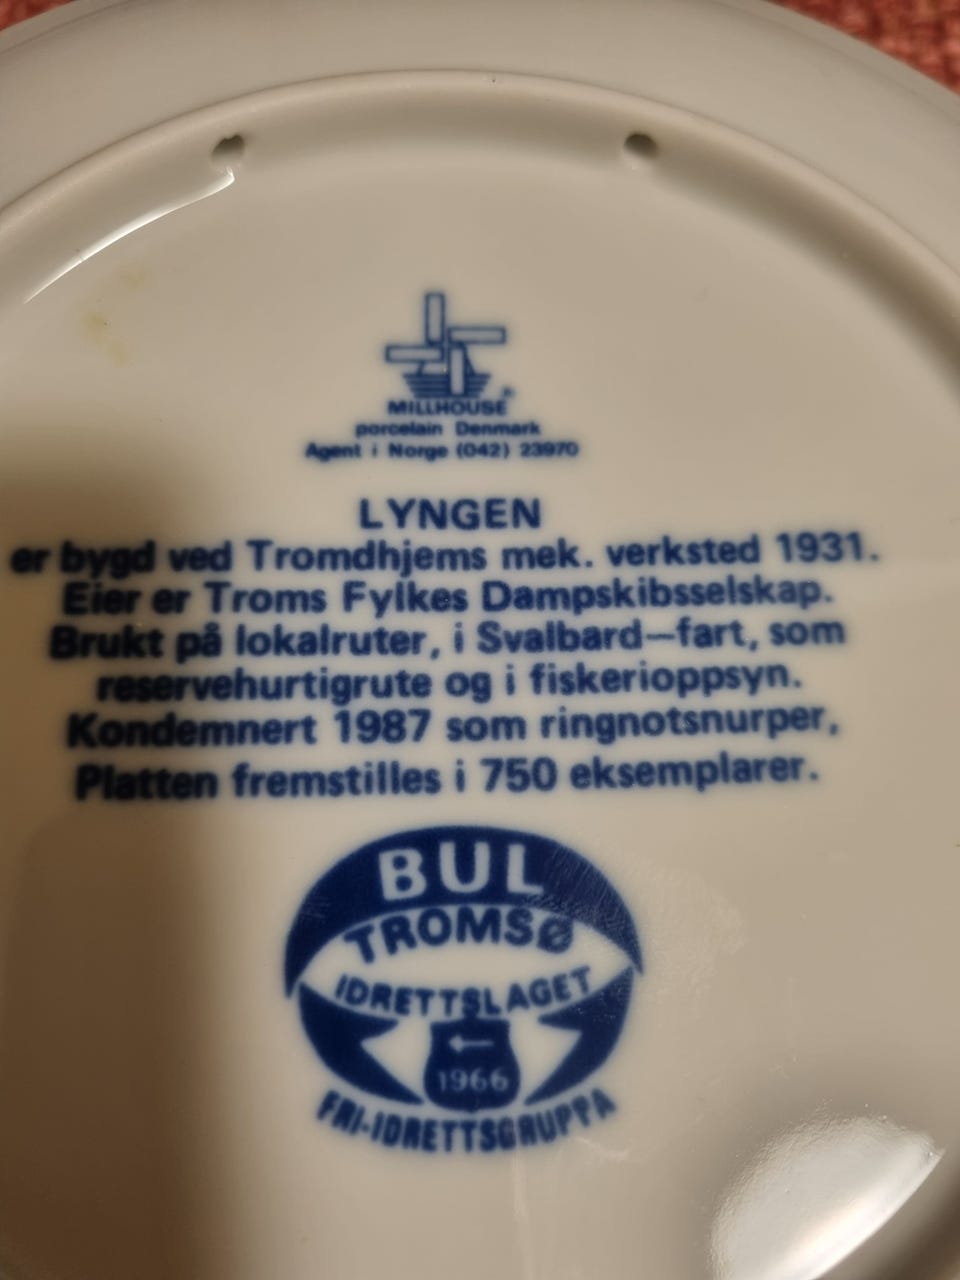 MILLHOUSE
porcelain Denmark
Agent i Norge (042) 23970
LYNGEN
er bygd ved Tromdhjems mek. verksted 1931.
Eier er Troms Fylkes Dampskibsselskap.
Brukt på lokalruter, i Svalbard—fart, som
reservehurtigrute og i fiskerioppsyn.
Kondemnert 1987 som ringnotsnurper,
Platten fremstilles i 750 eksemplarer.
BUL
TROMSØ
IDRETTSLAGET
1966
FRI-IDRETTSGRUPPA